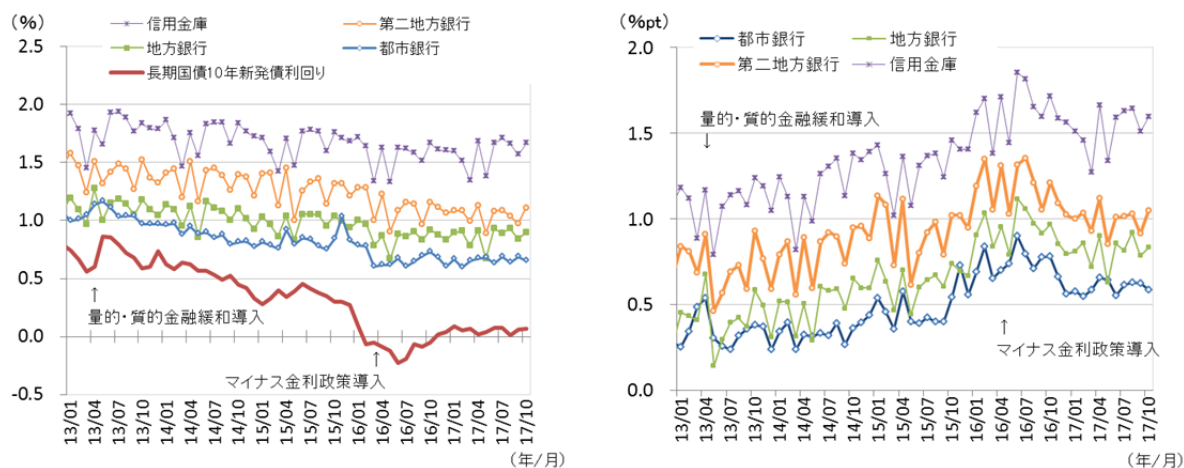 (%)
信用金庫 第二地方銀行
地方銀行 都市銀行
長期国債10年新発債利回り
2.5
2.0
1.5
1.0
0.5
0.0
-0.5
量的・質的金融緩和導入
マイナス金利政策導入
13/01 13/04 13/07 13/10 14/01 14/04 14/07 14/10 15/01 15/04 15/07 15/10 16/01 16/04 16/07 16/10 17/01 17/04 17/07 17/10
(年/月)
(%pt)
都市銀行 地方銀行
第二地方銀行 信用金庫
2.0
1.5
1.0
0.5
0.0
量的・質的金融緩和導入
マイナス金利政策導入
13/01 13/04 13/07 13/10 14/01 14/04 14/07 14/10 15/01 15/04 15/07 15/10 16/01 16/04 16/07 16/10 17/01 17/04 17/07 17/10
(年/月)